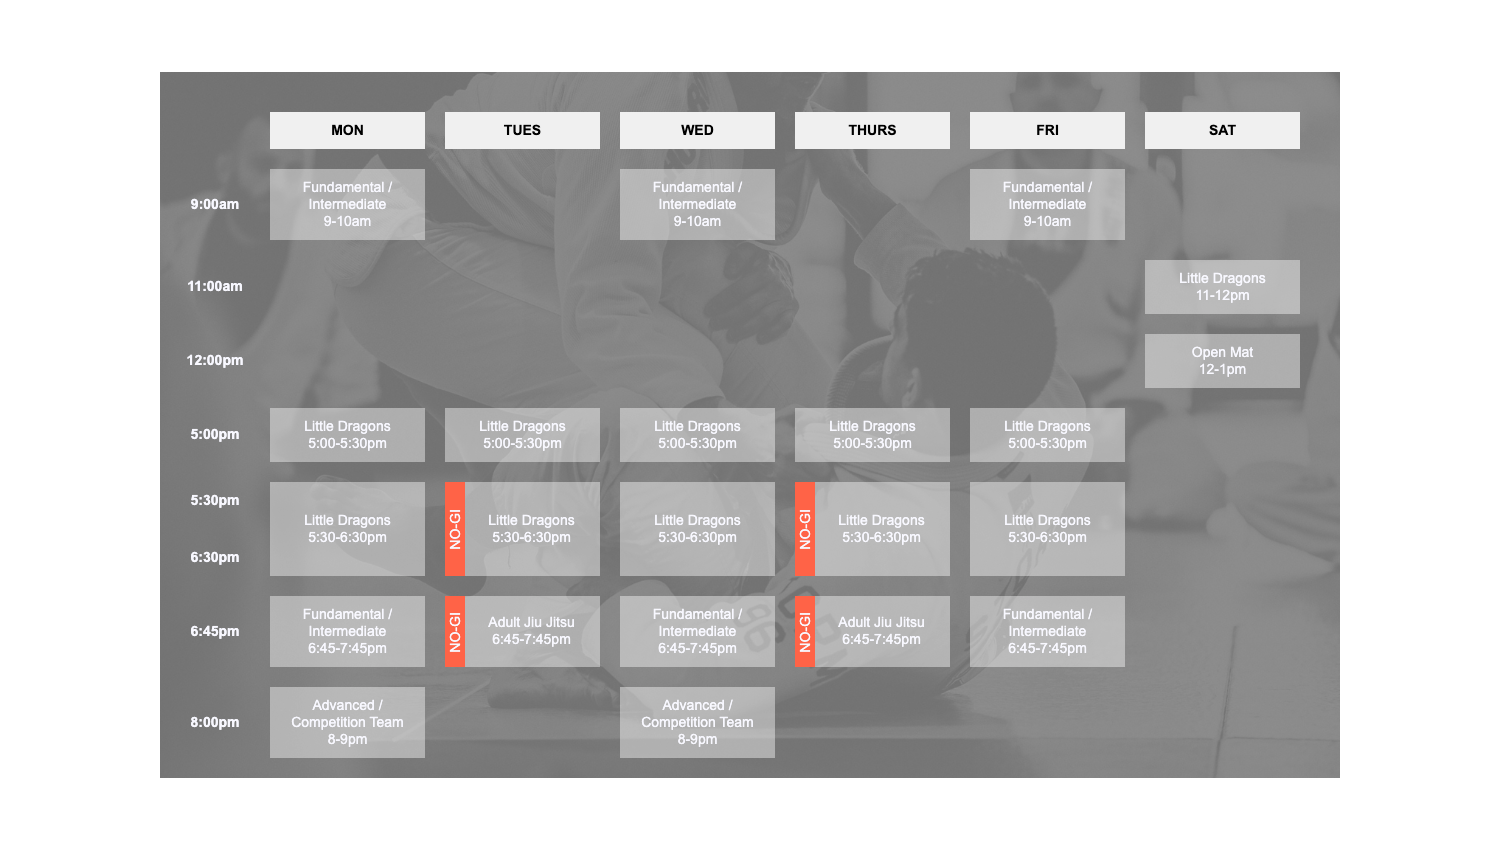 MON
TUES
WED
THURS
FRI
SAT
9:00am
Fundamental /
Intermediate
9-10am
Fundamental /
Intermediate
9-10am
Fundamental /
Intermediate
9-10am
11:00am
Little Dragons
11-12pm
12:00pm
Open Mat
12-1pm
5:00pm
Little Dragons
5:00-5:30pm
Little Dragons
5:00-5:30pm
Little Dragons
5:00-5:30pm
Little Dragons
5:00-5:30pm
Little Dragons
5:00-5:30pm
5:30pm
6:30pm
Little Dragons
5:30-6:30pm
NO-GI
Little Dragons
5:30-6:30pm
Little Dragons
5:30-6:30pm
NO-GI
Little Dragons
5:30-6:30pm
Little Dragons
5:30-6:30pm
6:45pm
Fundamental /
Intermediate
6:45-7:45pm
NO-GI
Adult Jiu Jitsu
6:45-7:45pm
Fundamental /
Intermediate
6:45-7:45pm
NO-GI
Adult Jiu Jitsu
6:45-7:45pm
Fundamental /
Intermediate
6:45-7:45pm
8:00pm
Advanced /
Competition Team
8-9pm
Advanced /
Competition Team
8-9pm